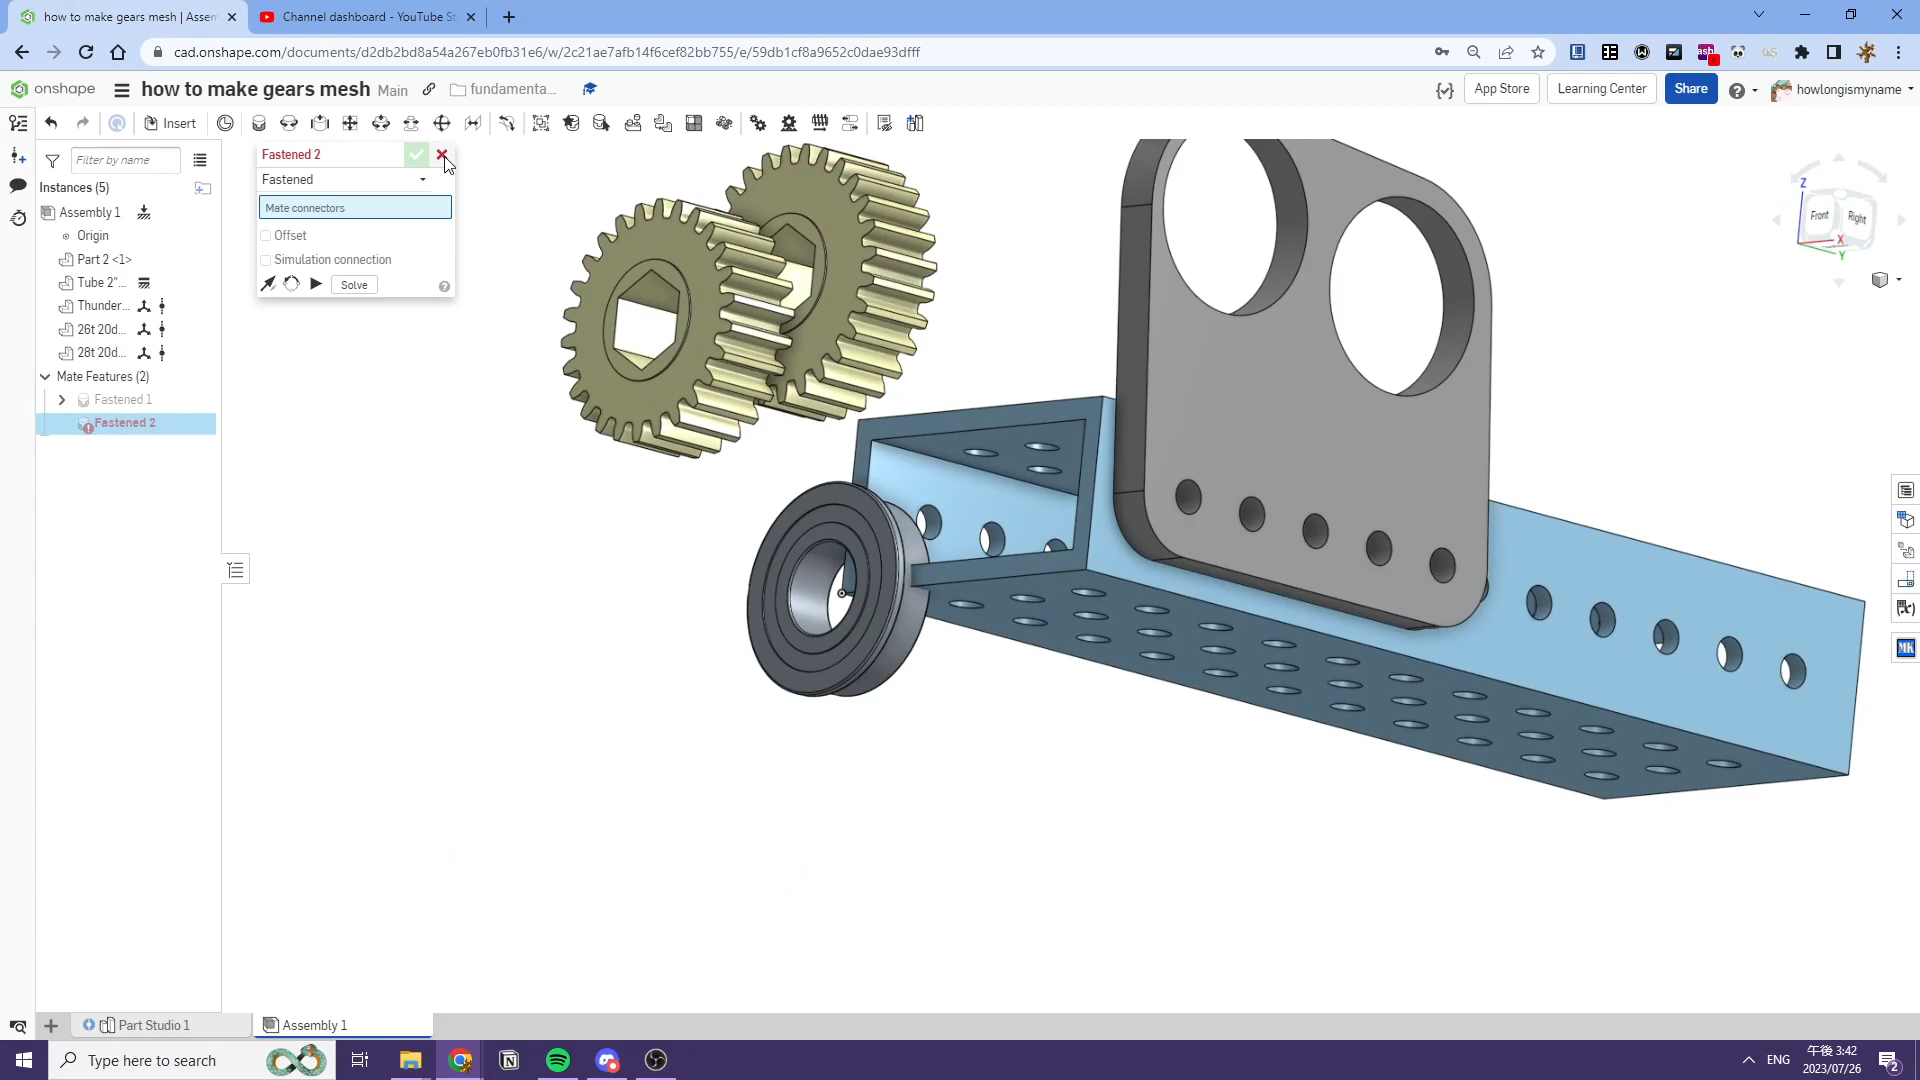 how to make gears mesh | Assem
Channel dashboard - YouTube St
cad.onshape.com/documents/d2db2bd8a54a267eb0fb31e6/w/2c21ae7afb14f6cef82bb755/e/59db1cf8a9652c0dae93dfff
onshape
how to make gears mesh Main
fundamenta...
App Store
Learning Center
Share
howlongismyname
Insert
Filter by name
Instances (5)
Assembly 1
Origin
Part 2 <1>
Tube 2"...
Thunder...
26t 20d...
28t 20d...
Mate Features (2)
Fastened 1
Fastened 2
Fastened 2
Fastened
Mate connectors
Offset
Simulation connection
Solve
Z
Front
Right
X
Y
(x)
MK
Part Studio 1
Assembly 1
Type here to search
ENG
午後 3:42
2023/07/26
2